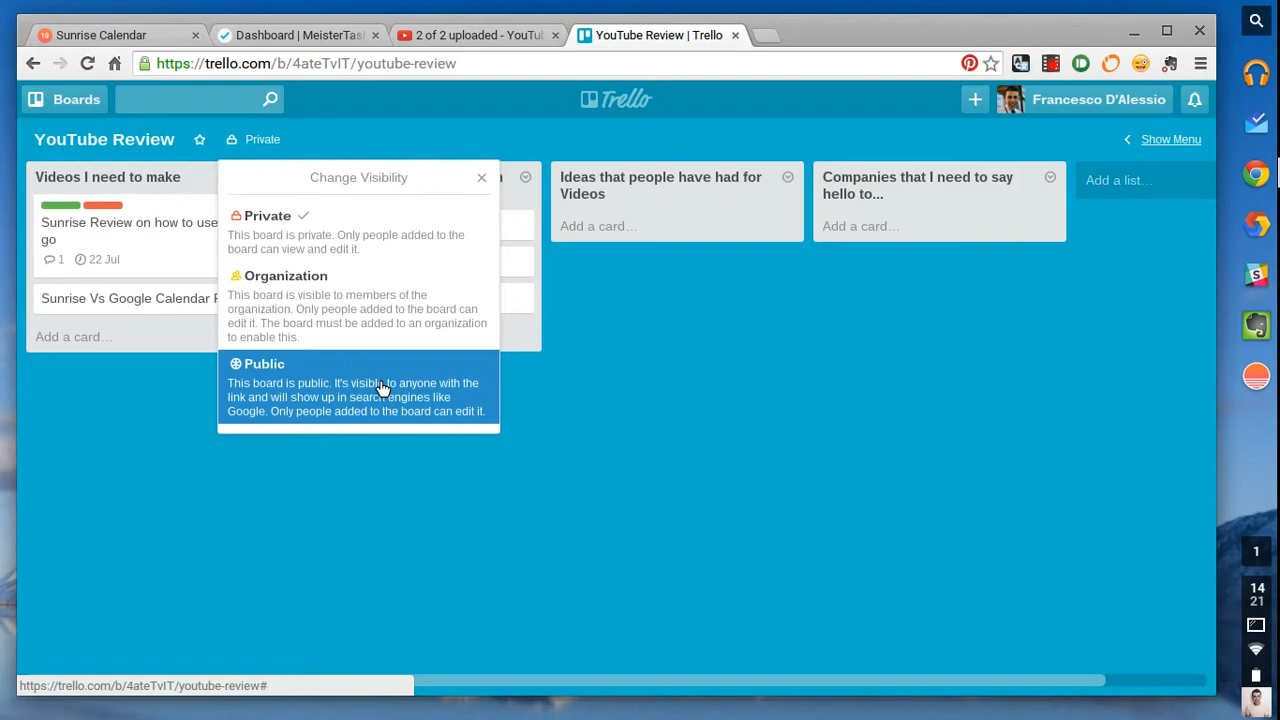 19 Sunrise Calendar
Dashboard | MeisterTas
2 of 2 uploaded - YouTu
YouTube Review | Trello
https://trello.com/b/4ateTvIT/youtube-review
Boards
Trello
Francesco D'Alessio
YouTube Review
Private
Show Menu
Videos I need to make
Sunrise Review on how to use
go
1
22 Jul
Sunrise Vs Google Calendar
Add a card…
Change Visibility
Private
This board is private. Only people added to the
board can view and edit it.
Organization
This board is visible to members of the
organization. Only people added to the board can
edit it. The board must be added to an organization
to enable this.
Public
This board is public. It's visible to anyone with the
link and will show up in search engines like
Google. Only people added to the board can edit it.
Ideas that people have had for
Videos
Add a card…
Companies that I need to say
hello to...
Add a card…
Add a list…
1
14
21
https://trello.com/b/4ateTvIT/youtube-review#